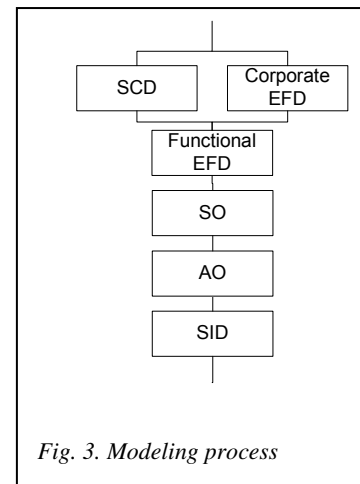 SCD
Corporate
EFD
Functional
EFD
SO
AO
SID
Fig. 3. Modeling process